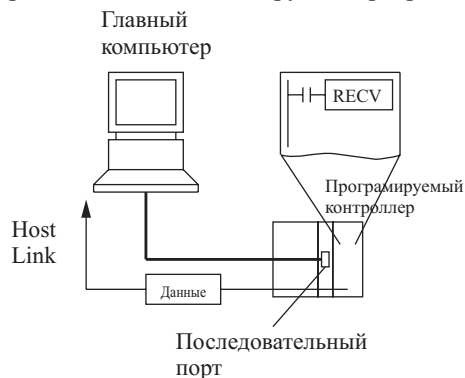 Главный
компьютер
RECV
Програмируемый
контроллер
Host
Link
Данные
Последовательный
порт